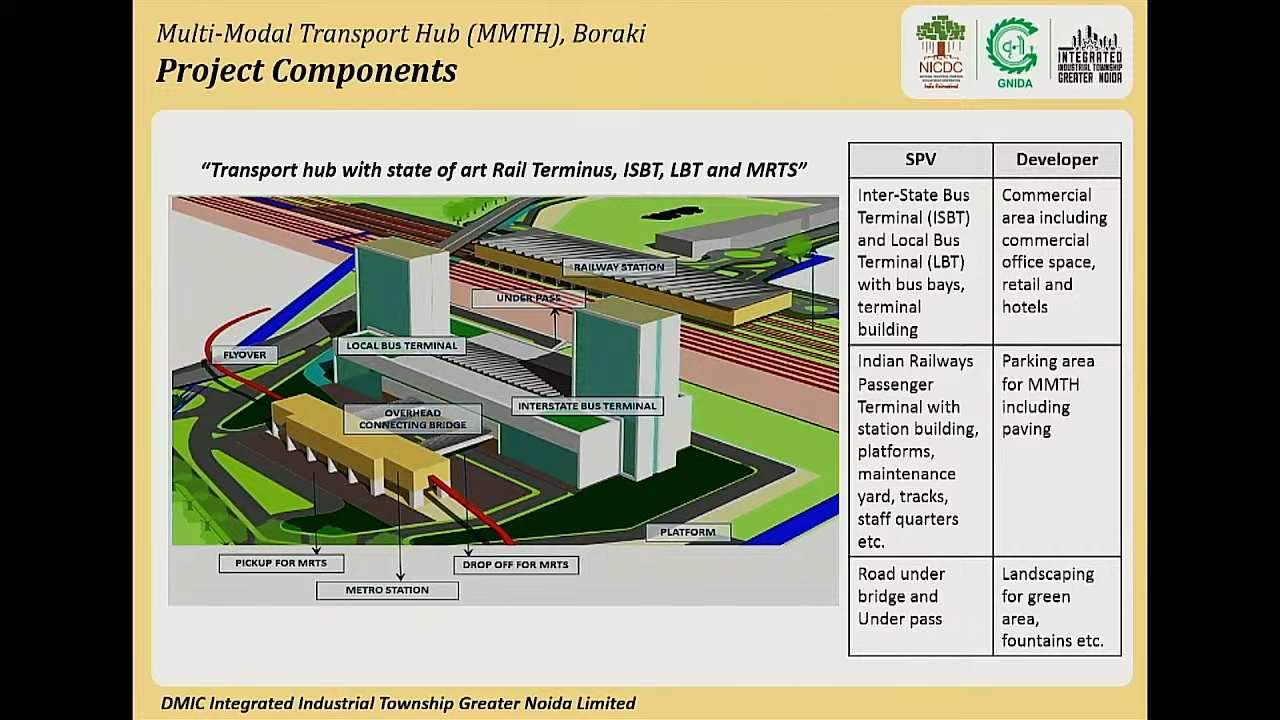 Multi-Modal Transport Hub (MMTH), Boraki
Project Components
NICDC
India Reimagined
GNIDA
INTEGRATED
INDUSTRIAL TOWNSHIP
GREATER NOIDA
“Transport hub with state of art Rail Terminus, ISBT, LBT and MRTS”
RAILWAY STATION
UNDER PASS
LOCAL BUS TERMINAL
FLYOVER
INTERSTATE BUS TERMINAL
OVERHEAD
CONNECTING BRIDGE
PLATFORM
PICKUP FOR MRTS
DROP OFF FOR MRTS
METRO STATION
SPV
Developer
Inter-State Bus
Terminal (ISBT)
and Local Bus
Terminal (LBT)
with bus bays,
terminal
building
Commercial
area including
commercial
office space,
retail and
hotels
Indian Railways
Passenger
Terminal with
station building,
platforms,
maintenance
yard, tracks,
staff quarters
etc.
Parking area
for MMTH
including
paving
Road under
bridge and
Under pass
Landscaping
for green
area,
fountains etc.
DMIC Integrated Industrial Township Greater Noida Limited